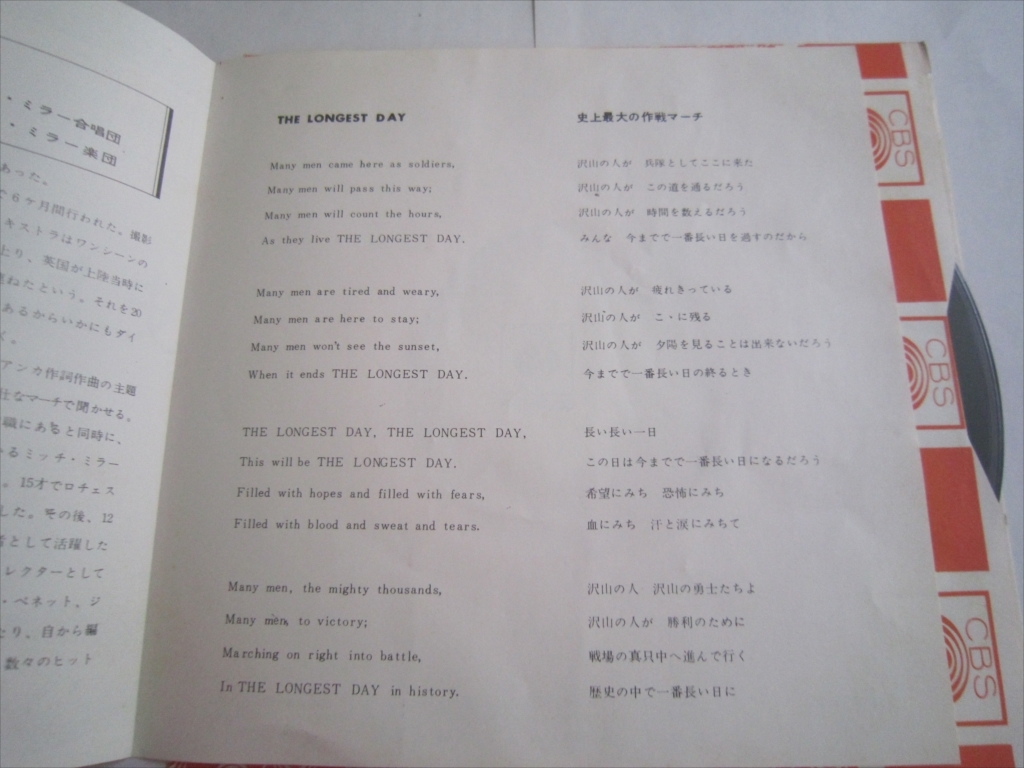 ・ミラー合唱団
・ミラー楽団
あった。
で6ケ月間行われた。撮影
キストラはワンシーンの
上り、英国が上陸当時に
重ねたという。それを20
あるからいかにもダイ
く。
アンカ作詞作曲の主題
壮なマーチで聞かせる。
職にあると同時に、
いるミッチ・ミラー
。15才でロチェス
した。その後、12
者として活躍した
レクターとして
・ベネット、ジ
たり、自から編
数々のヒット
THE LONGEST DAY
Many men came here as soldiers,
Many men will pass this way;
Many men will count the hours,
As they live THE LONGEST DAY.
Many men are tired and weary,
Many men are here to stay;
Many men won't see the sunset,
When it ends THE LONGEST DAY.
THE LONGEST DAY, THE LONGEST DAY,
This will be THE LONGEST DAY.
Filled with hopes and filled with fears,
Filled with blood and sweat and tears.
Many men, the mighty thousands,
Many men, to victory;
Marching on right into battle,
In THE LONGEST DAY in history.
史上最大の作戦マーチ
沢山の人が 兵隊としてここに来た
沢山の人が この道を通るだろう
沢山の人が 時間を数えるだろう
みんな 今までで一番長い日を過すのだから
沢山の人が 疲れきっている
沢山の人が こゝに残る
沢山の人が 夕陽を見ることは出来ないだろう
今までで一番長い日の終るとき
長い長い一日
この日は今までで一番長い日になるだろう
希望にみち 恐怖にみち
血にみち 汗と涙にみちて
沢山の人 沢山の勇士たちよ
沢山の人が 勝利のために
戦場の真只中へ進んで行く
歴史の中で一番長い日に
CBS
CBS
CBS